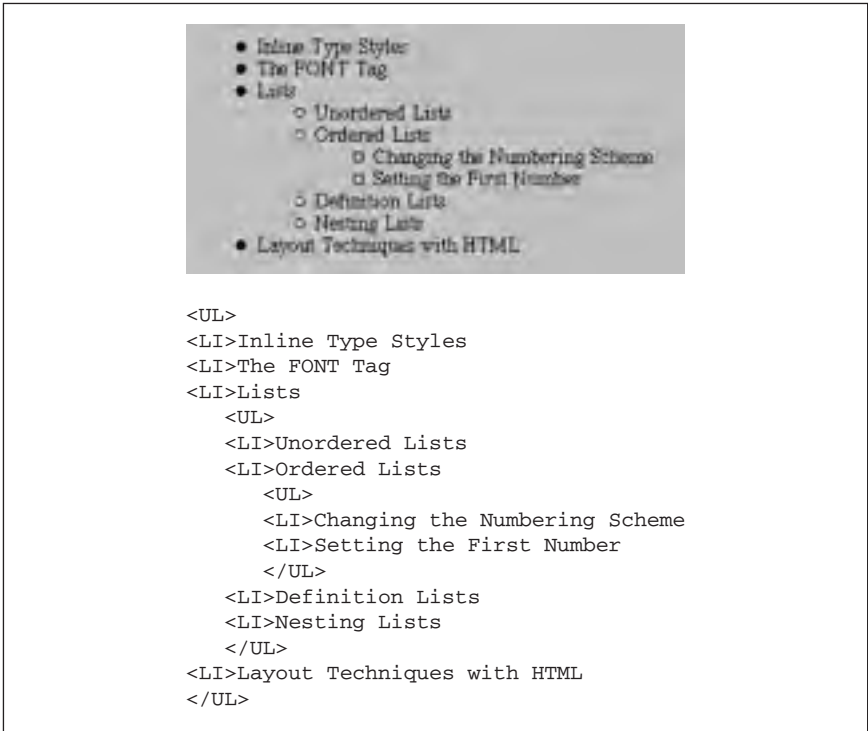 Inline Type Styles
The FONT Tag
Lists
Unordered Lists
Ordered Lists
Changing the Numbering Scheme
Setting the First Number
Definition Lists
Nesting Lists
Layout Techniques with HTML
<UL>
<LI>Inline Type Styles
<LI>The FONT Tag
<LI>Lists
<UL>
<LI>Unordered Lists
<LI>Ordered Lists
<UL>
<LI>Changing the Numbering Scheme
<LI>Setting the First Number
</UL>
<LI>Definition Lists
<LI>Nesting Lists
</UL>
<LI>Layout Techniques with HTML
</UL>